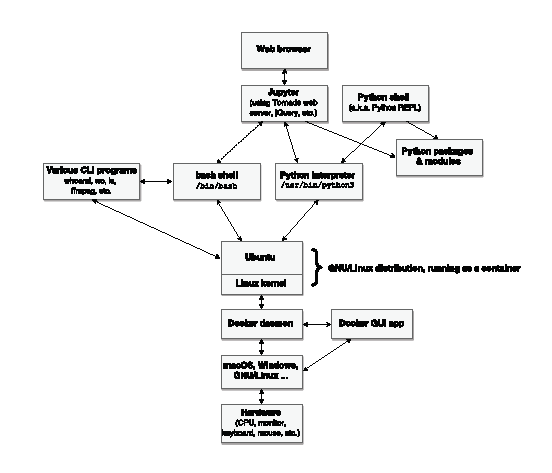 Web browser
Jupyter
(using Tornado web
server, jQuery, etc.)
Python shell
(a.k.a. Python REPL)
Python packages
& modules
Various CLI programs
whoami, wc, ls,
ffmpeg, etc.
bash shell
/bin/bash
Python interpreter
/usr/bin/python3
Ubuntu
Linux kernel
GNU/Linux distribution, running as a container
Docker daemon
Docker GUI app
macOS, Windows,
GNU/Linux ...
Hardware
(CPU, monitor,
keyboard, mouse, etc.)